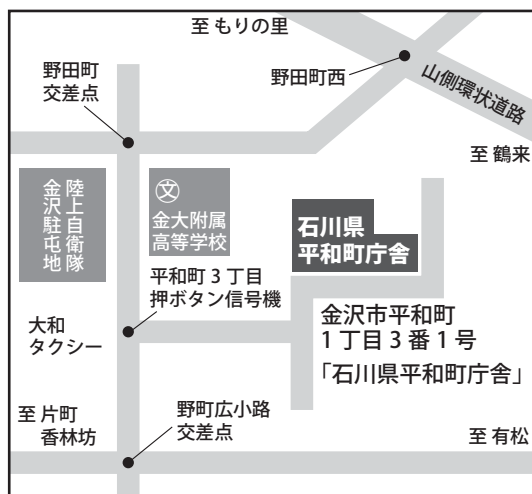 至 もりの里
野田町
交差点
野田町西
山側環状道路
至 鶴来
陸上自衛隊
金沢駐屯地
文
金大附属
高等学校
石川県
平和町庁舎
平和町 3 丁目
押ボタン信号機
大和
タクシー
金沢市平和町
1 丁目 3 番 1 号
「石川県平和町庁舎」
至 片町
香林坊
野町広小路
交差点
至 有松